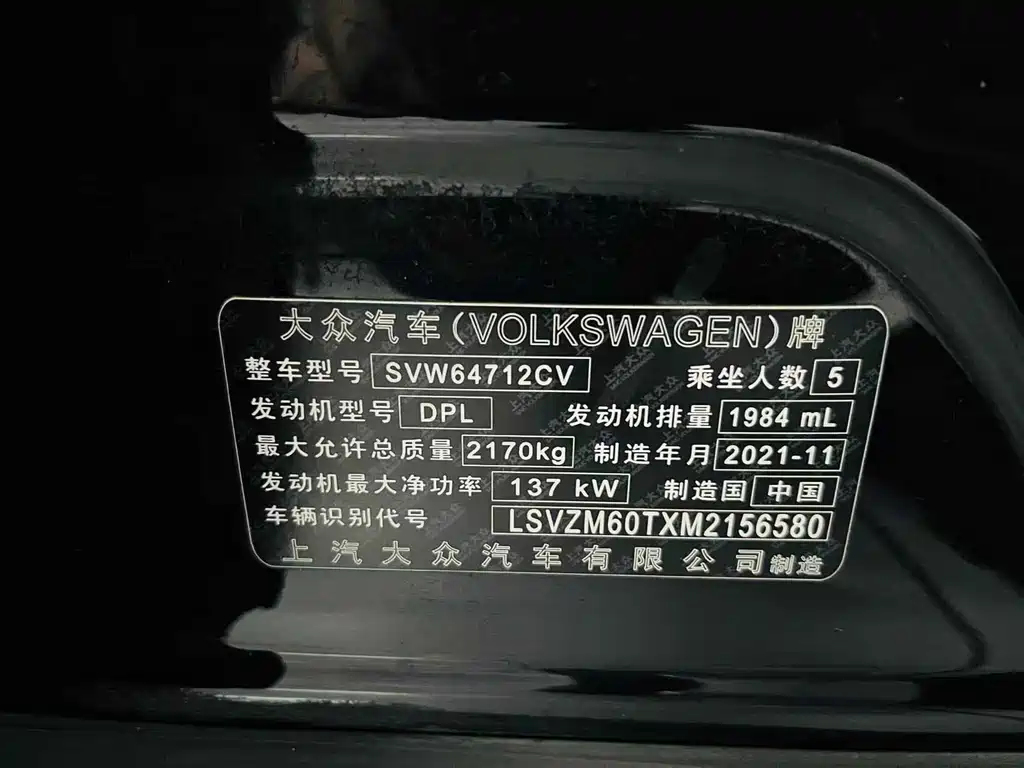 大众汽车(VOLKSWAGEN)牌
整车型号 SVW64712CV 乘坐人数 5
发动机型号 DPL 发动机排量 1984 mL
最大允许总质量 2170kg 制造年月 2021-11
发动机最大净功率 137 kW 制造国 中国
车辆识别代号 LSVZM60TXM2156580
上汽大众汽车有限公司制造